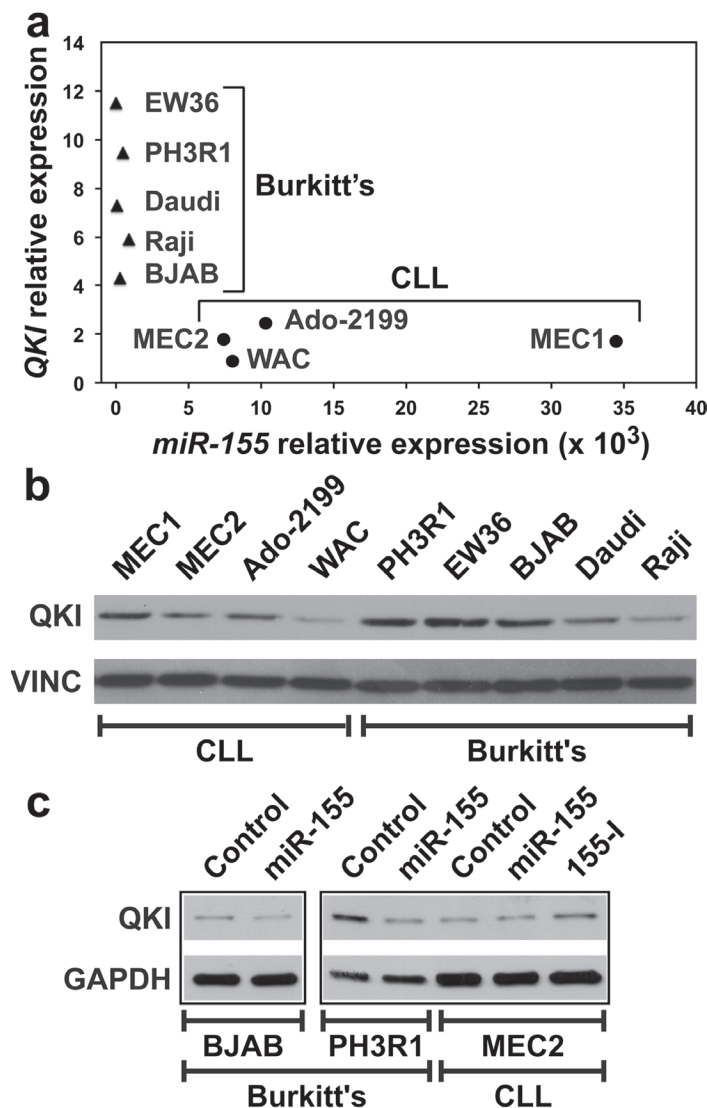 a
QKI relative expression
14
12
10
8
6
4
2
0
EW36
PH3R1
Daudi
Raji
BJAB
Burkitt’s
CLL
MEC2
Ado-2199
WAC
MEC1
0 5 10 15 20 25 30 35 40
miR-155 relative expression (x 10³)
b
MEC1 MEC2 Ado-2199 WAC PH3R1 EW36 BJAB Daudi Raji
QKI
VINC
CLL Burkitt's
c
Control miR-155 Control miR-155 Control miR-155 155-I
QKI
GAPDH
BJAB PH3R1 MEC2
Burkitt's CLL